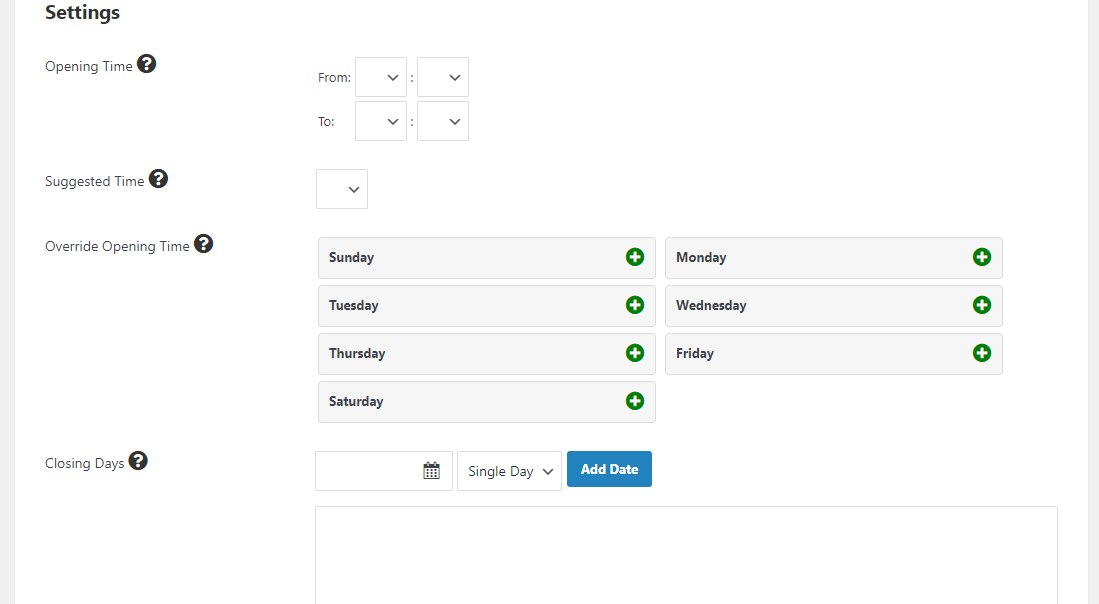 Settings
Opening Time ?
From: :
To: :
Suggested Time ?
Override Opening Time ?
Sunday Monday
Tuesday Wednesday
Thursday Friday
Saturday
Closing Days ?
Single Day Add Date